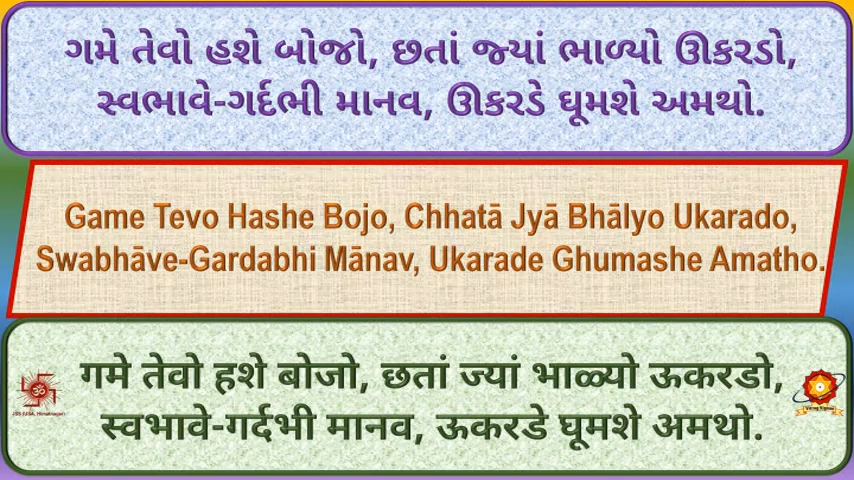 ગમે તેવો હશે બોજો, છતાં જ્યાં ભાળ્યો ઊકરડો,
સ્વભાવે-ગર્દભી માનવ, ઊકરડે ઘૂમશે અમથો.
Game Tevo Hashe Bojo, Chhatā Jyā Bhālyo Ukarado,
Swabhāve-Gardabhi Mānav, Ukarade Ghumashe Amatho.
गमे तेवो हशे बोजो, छतां ज्यां भाळ्यो ऊकरडो,
स्वभावे-गर्दभी मानव, ऊकरडे घूमशे अमथो.